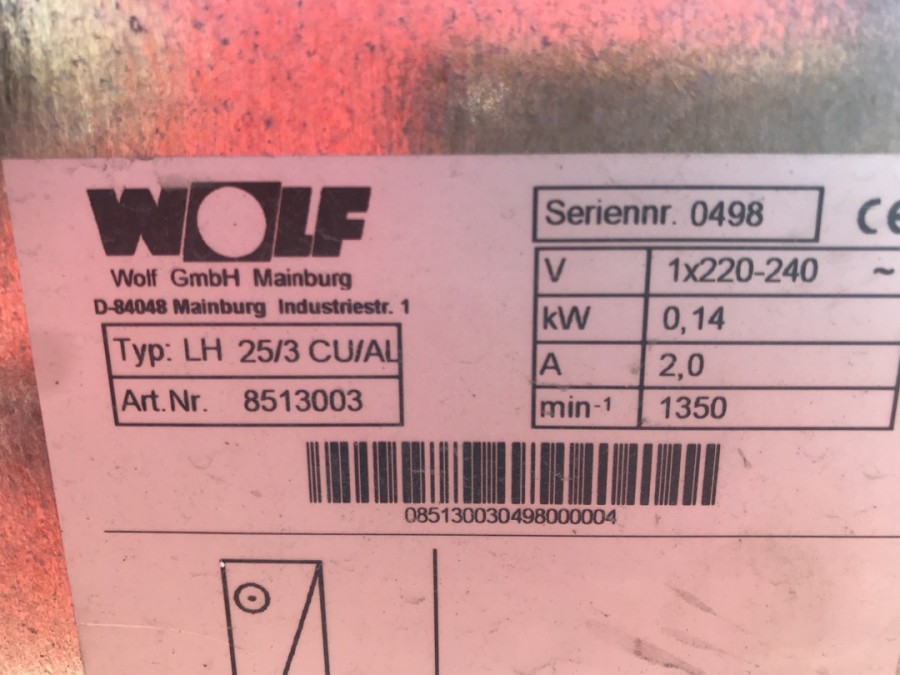 WOLF
Wolf GmbH Mainburg
D-84048 Mainburg Industriestr. 1
Typ: LH 25/3 CU/AL
Art.Nr. 8513003
Seriennr. 0498
CE
V 1x220-240 ~
kW 0,14
A 2,0
min-1 1350
085130030498000004